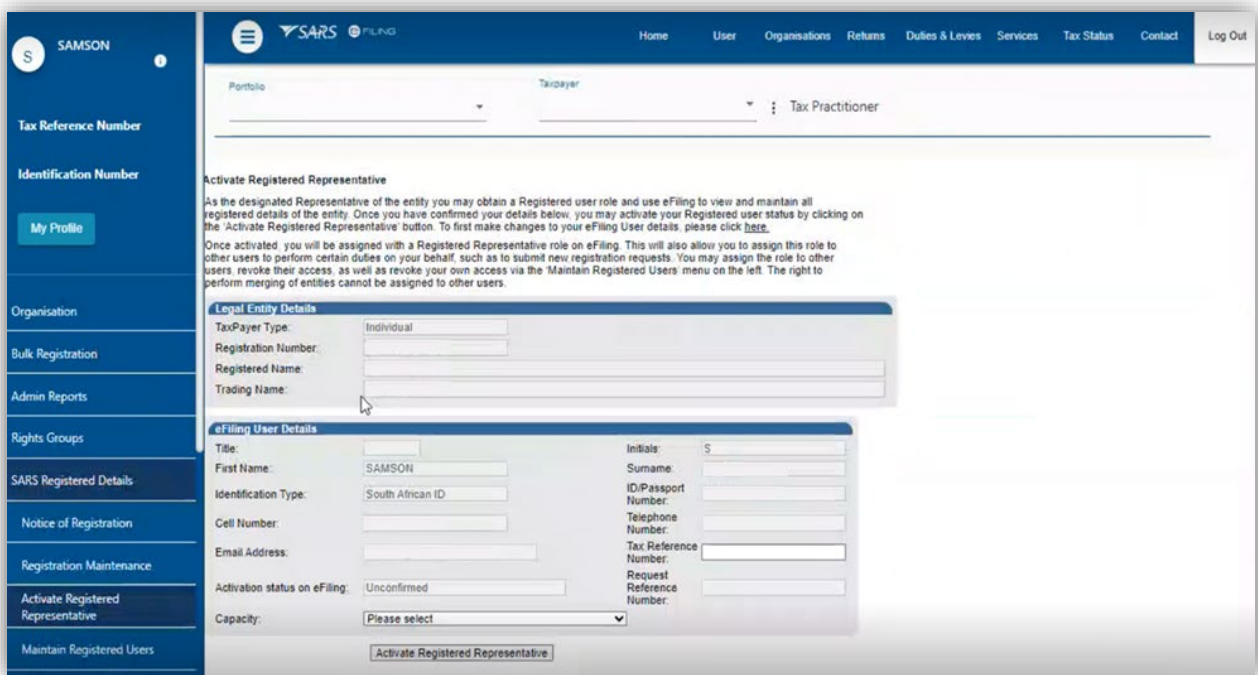 S
SAMSON
i
Tax Reference Number
Identification Number
My Profile
Organisation
Bulk Registration
Admin Reports
Rights Groups
SARS Registered Details
Notice of Registration
Registration Maintenance
Activate Registered
Representative
Maintain Registered Users
SARS eFILING
Home User Organisations Returns Duties & Levies Services Tax Status Contact Log Out
Portfolio Taxpayer
Tax Practitioner
Activate Registered Representative
As the designated Representative of the entity you may obtain a Registered user role and use eFiling to view and maintain all
registered details of the entity. Once you have confirmed your details below, you may activate your Registered user status by clicking on
the 'Activate Registered Representative' button. To first make changes to your eFiling User details, please click here.
Once activated, you will be assigned with a Registered Representative role on eFiling. This will also allow you to assign this role to
other users to perform certain duties on your behalf, such as to submit new registration requests. You may assign the role to other
users, revoke their access, as well as revoke your own access via the 'Maintain Registered Users' menu on the left. The right to
perform merging of entities cannot be assigned to other users.
Legal Entity Details
TaxPayer Type: Individual
Registration Number:
Registered Name:
Trading Name:
eFiling User Details
Title: Initials: S
First Name: SAMSON Surname:
Identification Type: South African ID ID/Passport
Number:
Cell Number: Telephone
Number:
Email Address: Tax Reference
Number:
Activation status on eFiling: Unconfirmed Request
Reference
Number:
Capacity: Please select
Activate Registered Representative